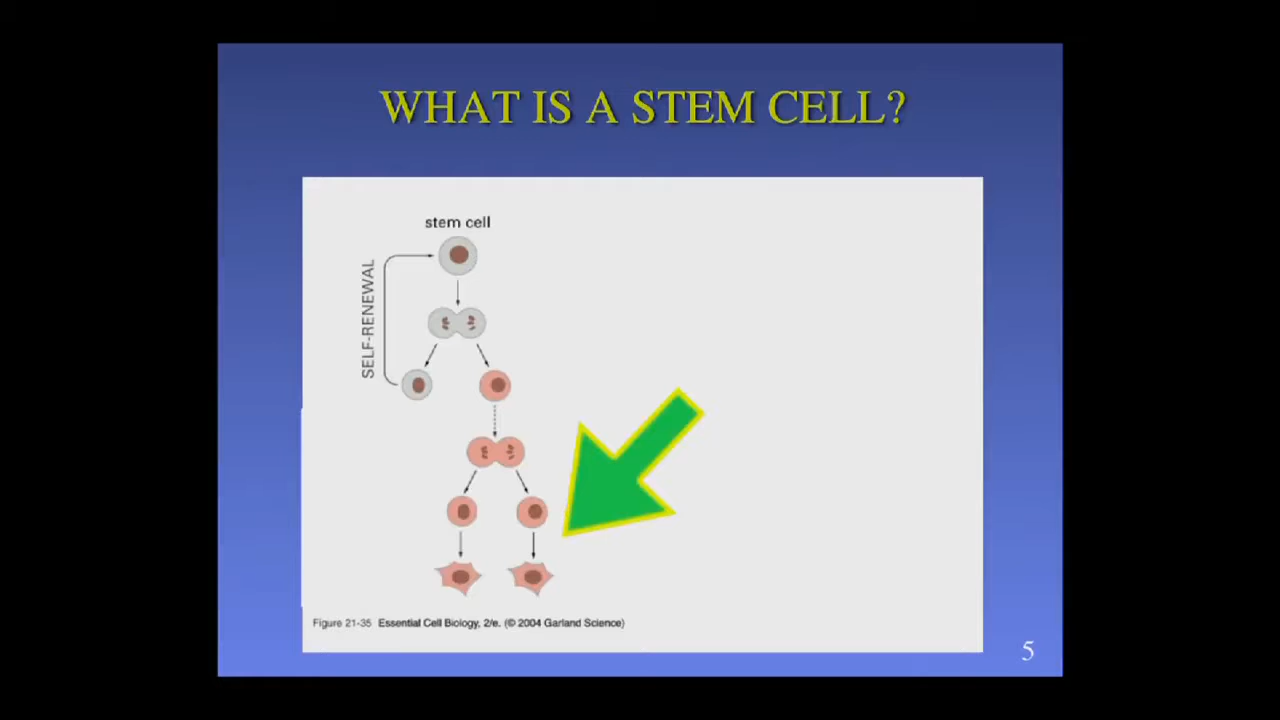 WHAT IS A STEM CELL?
stem cell
SELF-RENEWAL
Figure 21-35 Essential Cell Biology, 2/e. (© 2004 Garland Science)
5